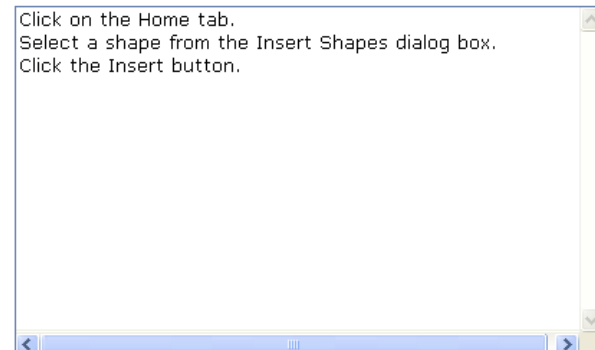 Click on the Home tab.
Select a shape from the Insert Shapes dialog box.
Click the Insert button.